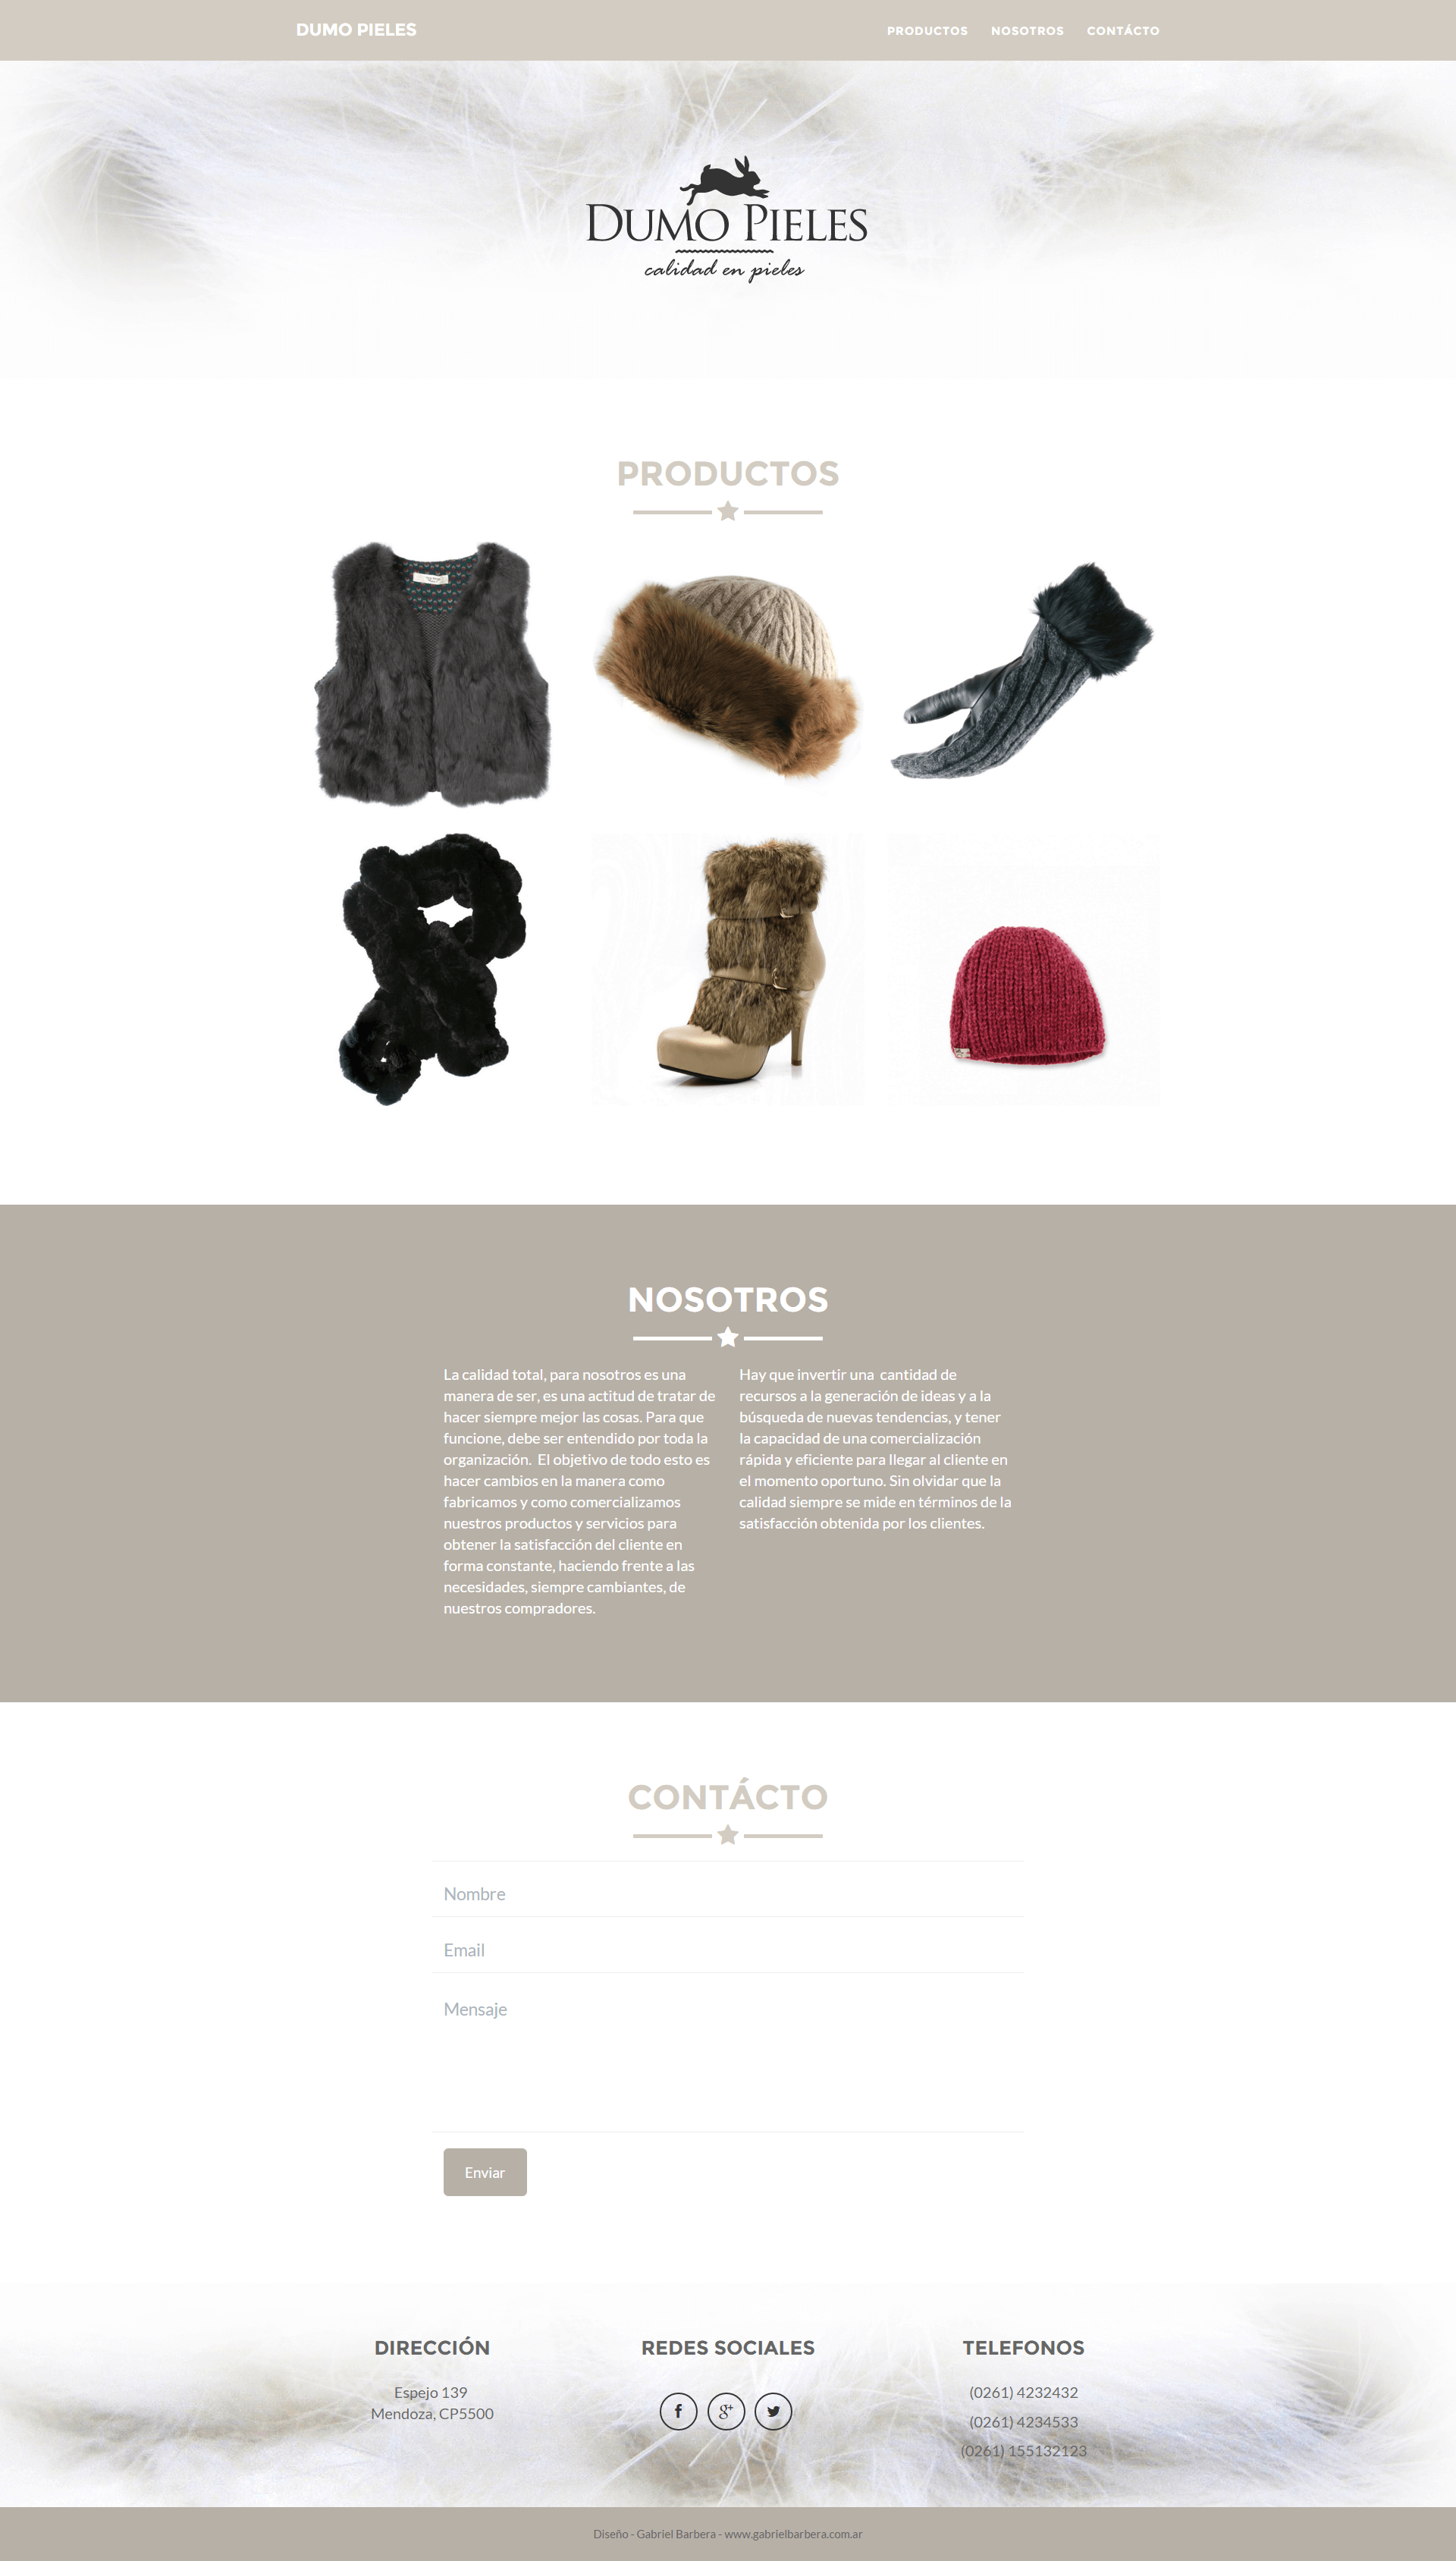 DUMO PIELES
PRODUCTOS NOSOTROS CONTÁCTO
DUMO PIELES
calidad en pieles
PRODUCTOS
NOSOTROS
La calidad total, para nosotros es una
manera de ser, es una actitud de tratar de
hacer siempre mejor las cosas. Para que
funcione, debe ser entendido por toda la
organización. El objetivo de todo esto es
hacer cambios en la manera como
fabricamos y como comercializamos
nuestros productos y servicios para
obtener la satisfacción del cliente en
forma constante, haciendo frente a las
necesidades, siempre cambiantes, de
nuestros compradores.
Hay que invertir una cantidad de
recursos a la generación de ideas y a la
búsqueda de nuevas tendencias, y tener
la capacidad de una comercialización
rápida y eficiente para llegar al cliente en
el momento oportuno. Sin olvidar que la
calidad siempre se mide en términos de la
satisfacción obtenida por los clientes.
CONTÁCTO
Nombre
Email
Mensaje
Enviar
DIRECCIÓN
Espejo 139
Mendoza, CP5500
REDES SOCIALES
TELEFONOS
(0261) 4232432
(0261) 4234533
(0261) 155132123
Diseño - Gabriel Barbera - www.gabrielbarbera.com.ar